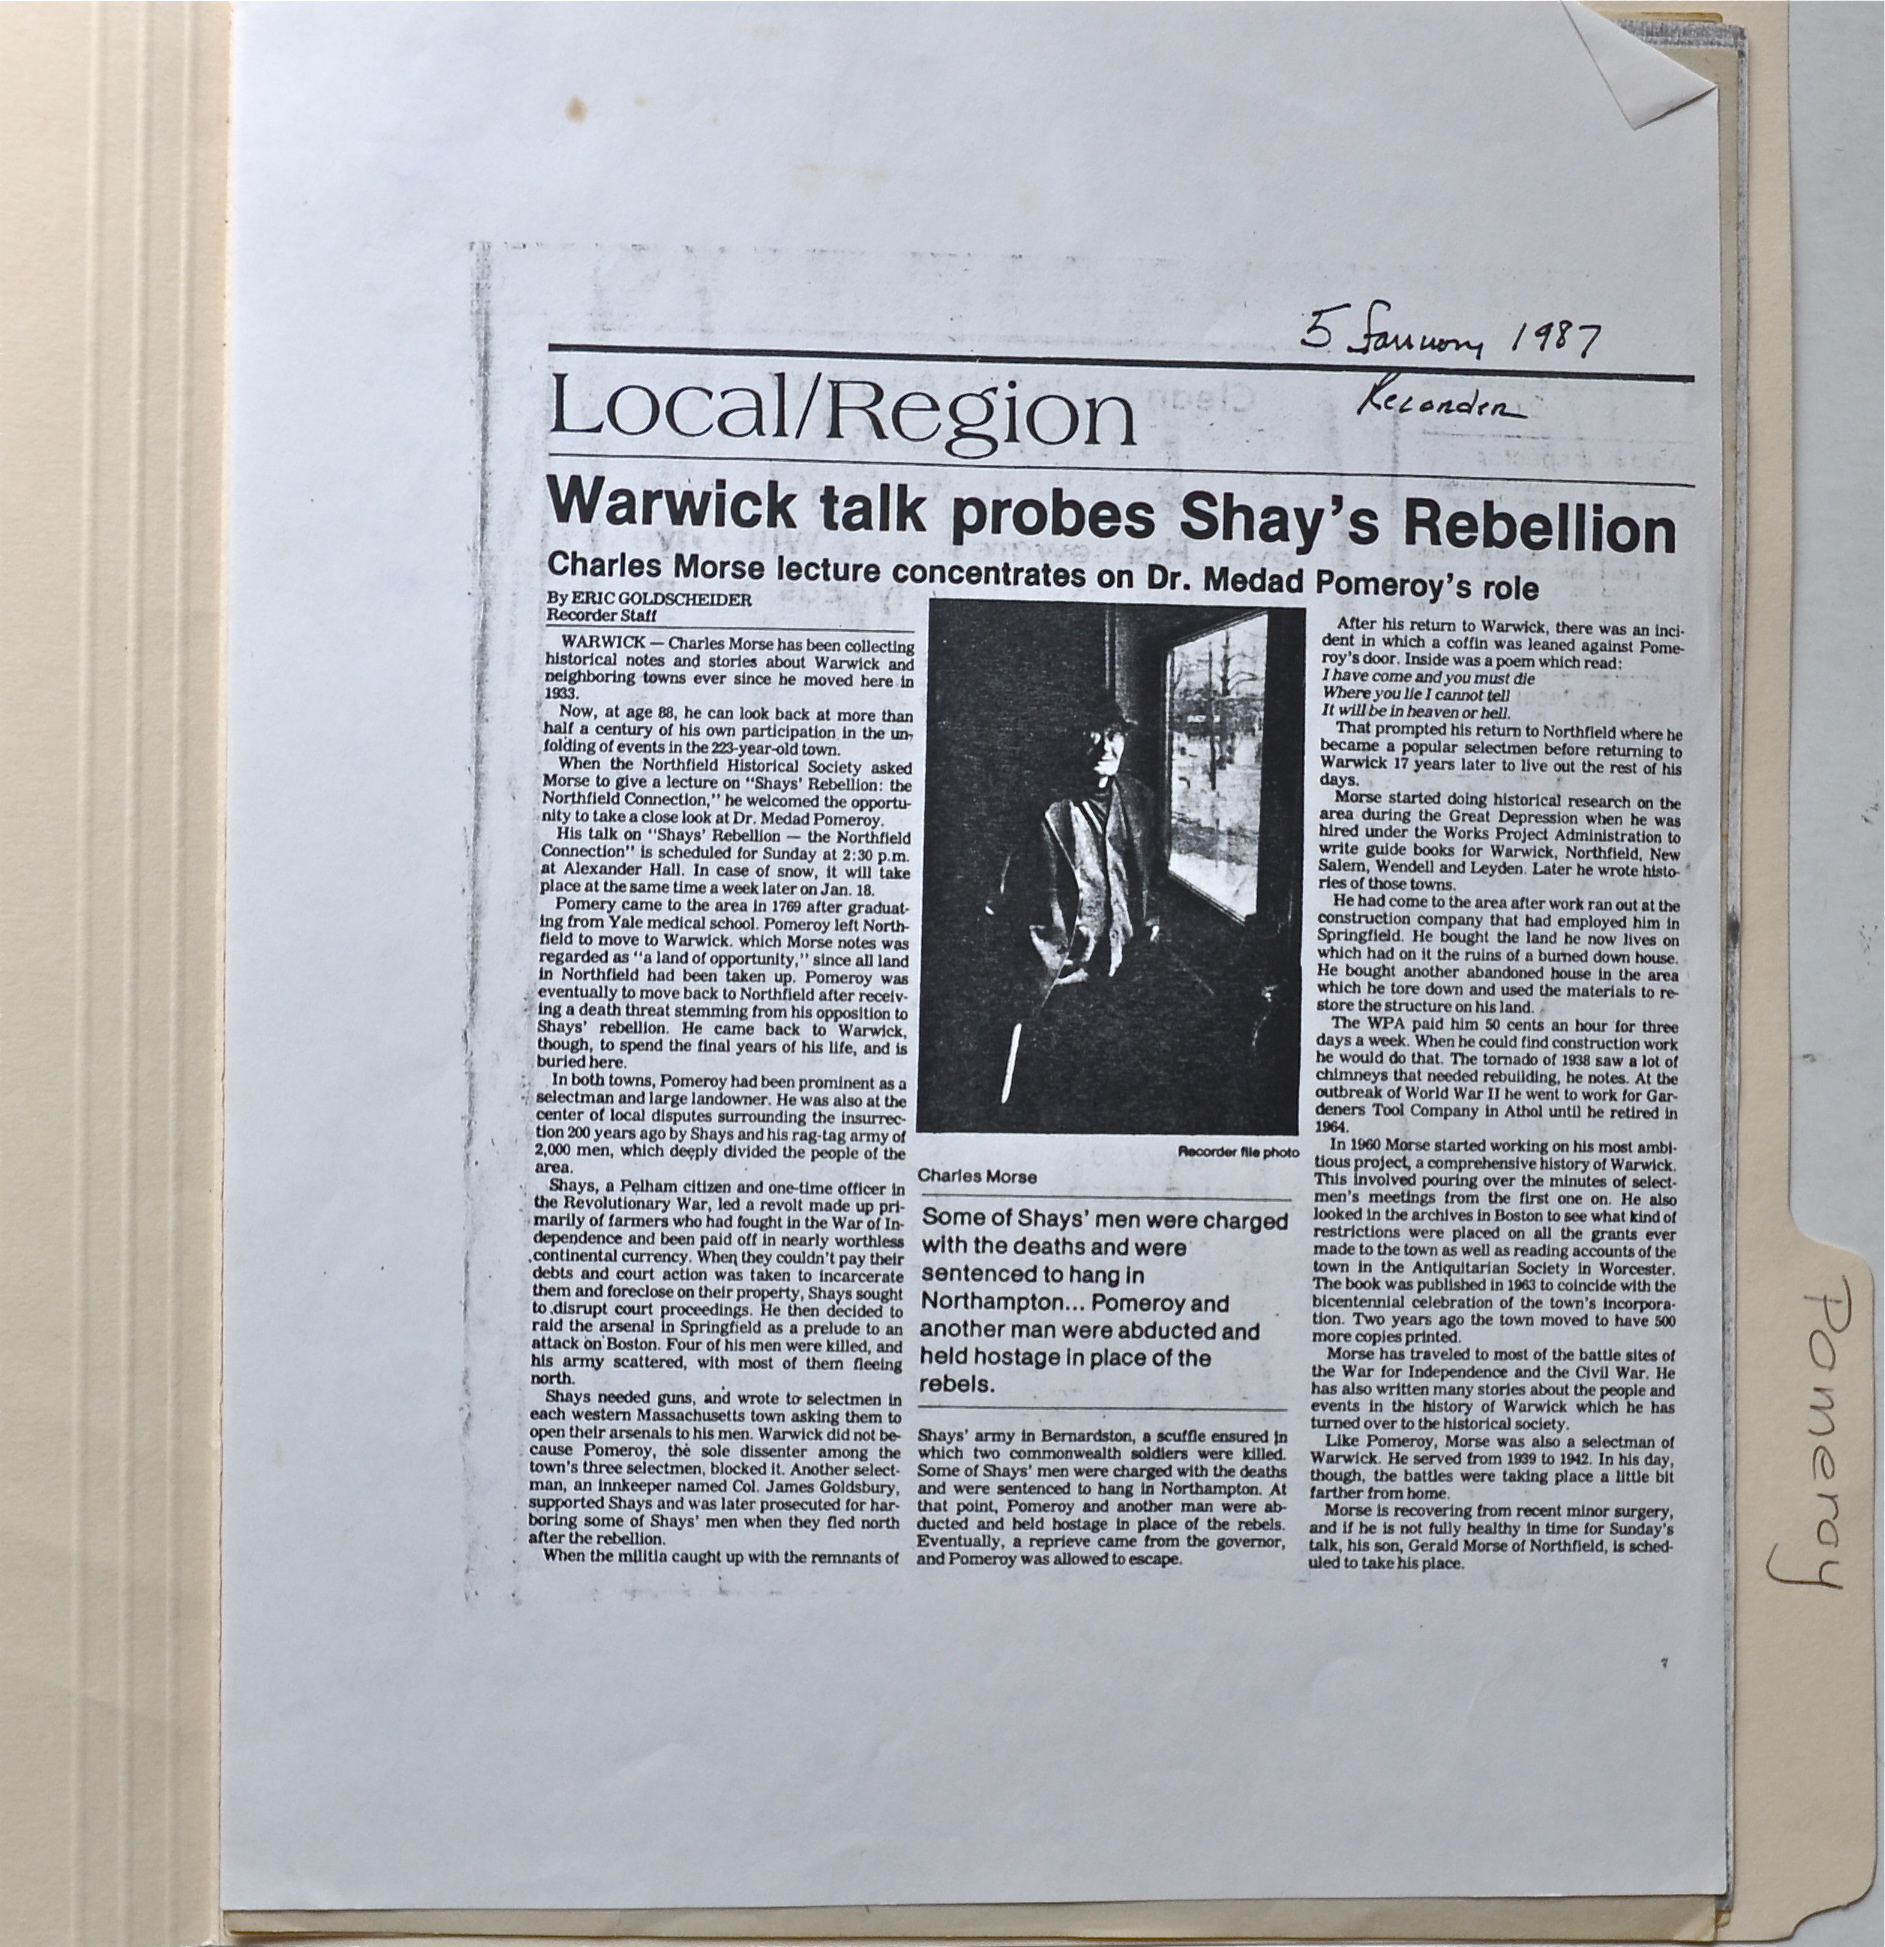 5 January 1987
Recorder
Local/Region
Warwick talk probes Shay's Rebellion
Charles Morse lecture concentrates on Dr. Medad Pomeroy's role
By ERIC GOLDSCHEIDER
Recorder Staff
WARWICK — Charles Morse has been collecting
historical notes and stories about Warwick and
neighboring towns ever since he moved here in
1933.
Now, at age 88, he can look back at more than
half a century of his own participation in the un-
folding of events in the 223-year-old town.
When the Northfield Historical Society asked
Morse to give a lecture on "Shays' Rebellion: the
Northfield Connection," he welcomed the opportu-
nity to take a close look at Dr. Medad Pomeroy.
His talk on "Shays' Rebellion — the Northfield
Connection" is scheduled for Sunday at 2:30 p.m.
at Alexander Hall. In case of snow, it will take
place at the same time a week later on Jan. 18.
Pomery came to the area in 1769 after graduat-
ing from Yale medical school. Pomeroy left North-
field to move to Warwick. which Morse notes was
regarded as "a land of opportunity," since all land
in Northfield had been taken up. Pomeroy was
eventually to move back to Northfield after receiv-
ing a death threat stemming from his opposition to
Shays' rebellion. He came back to Warwick,
though, to spend the final years of his life, and is
buried here.
In both towns, Pomeroy had been prominent as a
selectman and large landowner. He was also at the
center of local disputes surrounding the insurrec-
tion 200 years ago by Shays and his rag-tag army of
2,000 men, which deeply divided the people of the
area.
Shays, a Pelham citizen and one-time officer in
the Revolutionary War, led a revolt made up pri-
marily of farmers who had fought in the War of In-
dependence and been paid off in nearly worthless
continental currency. When they couldn't pay their
debts and court action was taken to incarcerate
them and foreclose on their property, Shays sought
to disrupt court proceedings. He then decided to
raid the arsenal in Springfield as a prelude to an
attack on Boston. Four of his men were killed, and
his army scattered, with most of them fleeing
north.
Shays needed guns, and wrote to selectmen in
each western Massachusetts town asking them to
open their arsenals to his men. Warwick did not be-
cause Pomeroy, the sole dissenter among the
town's three selectmen, blocked it. Another select-
man, an innkeeper named Col. James Goldsbury,
supported Shays and was later prosecuted for har-
boring some of Shays' men when they fled north
after the rebellion.
When the militia caught up with the remnants of
Recorder file photo
Charles Morse
Some of Shays' men were charged
with the deaths and were
sentenced to hang in
Northampton... Pomeroy and
another man were abducted and
held hostage in place of the
rebels.
Shays' army in Bernardston, a scuffle ensured in
which two commonwealth soldiers were killed.
Some of Shays' men were charged with the deaths
and were sentenced to hang in Northampton. At
that point, Pomeroy and another man were ab-
ducted and held hostage in place of the rebels.
Eventually, a reprieve came from the governor,
and Pomeroy was allowed to escape.
After his return to Warwick, there was an inci-
dent in which a coffin was leaned against Pome-
roy's door. Inside was a poem which read:
I have come and you must die
Where you lie I cannot tell
It will be in heaven or hell.
That prompted his return to Northfield where he
became a popular selectmen before returning to
Warwick 17 years later to live out the rest of his
days.
Morse started doing historical research on the
area during the Great Depression when he was
hired under the Works Project Administration to
write guide books for Warwick, Northfield, New
Salem, Wendell and Leyden. Later he wrote histo-
ries of those towns.
He had come to the area after work ran out at the
construction company that had employed him in
Springfield. He bought the land he now lives on
which had on it the ruins of a burned down house.
He bought another abandoned house in the area
which he tore down and used the materials to re-
store the structure on his land.
The WPA paid him 50 cents an hour for three
days a week. When he could find construction work
he would do that. The tornado of 1938 saw a lot of
chimneys that needed rebuilding, he notes. At the
outbreak of World War II he went to work for Gar-
deners Tool Company in Athol until he retired in
1964.
In 1960 Morse started working on his most ambi-
tious project, a comprehensive history of Warwick.
This involved pouring over the minutes of select-
men's meetings from the first one on. He also
looked in the archives in Boston to see what kind of
restrictions were placed on all the grants ever
made to the town as well as reading accounts of the
town in the Antiquitarian Society in Worcester.
The book was published in 1963 to coincide with the
bicentennial celebration of the town's incorpora-
tion. Two years ago the town moved to have 500
more copies printed.
Morse has traveled to most of the battle sites of
the War for Independence and the Civil War. He
has also written many stories about the people and
events in the history of Warwick which he has
turned over to the historical society.
Like Pomeroy, Morse was also a selectman of
Warwick. He served from 1939 to 1942. In his day,
though, the battles were taking place a little bit
farther from home.
Morse is recovering from recent minor surgery,
and if he is not fully healthy in time for Sunday's
talk, his son, Gerald Morse of Northfield, is sched-
uled to take his place.
Pomeroy